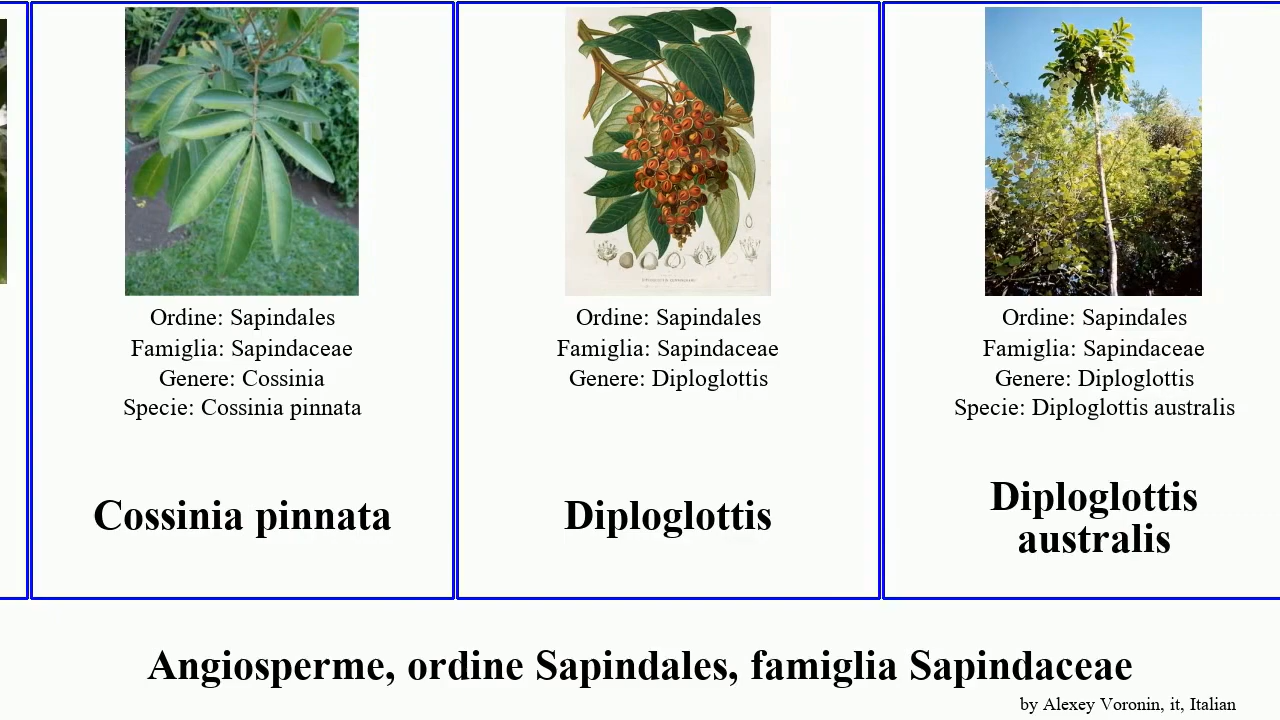 Ordine: Sapindales
Famiglia: Sapindaceae
Genere: Cossinia
Specie: Cossinia pinnata
Cossinia pinnata
Ordine: Sapindales
Famiglia: Sapindaceae
Genere: Diploglottis
Diploglottis
Ordine: Sapindales
Famiglia: Sapindaceae
Genere: Diploglottis
Specie: Diploglottis australis
Diploglottis
australis
Angiosperme, ordine Sapindales, famiglia Sapindaceae
by Alexey Voronin, it, Italian